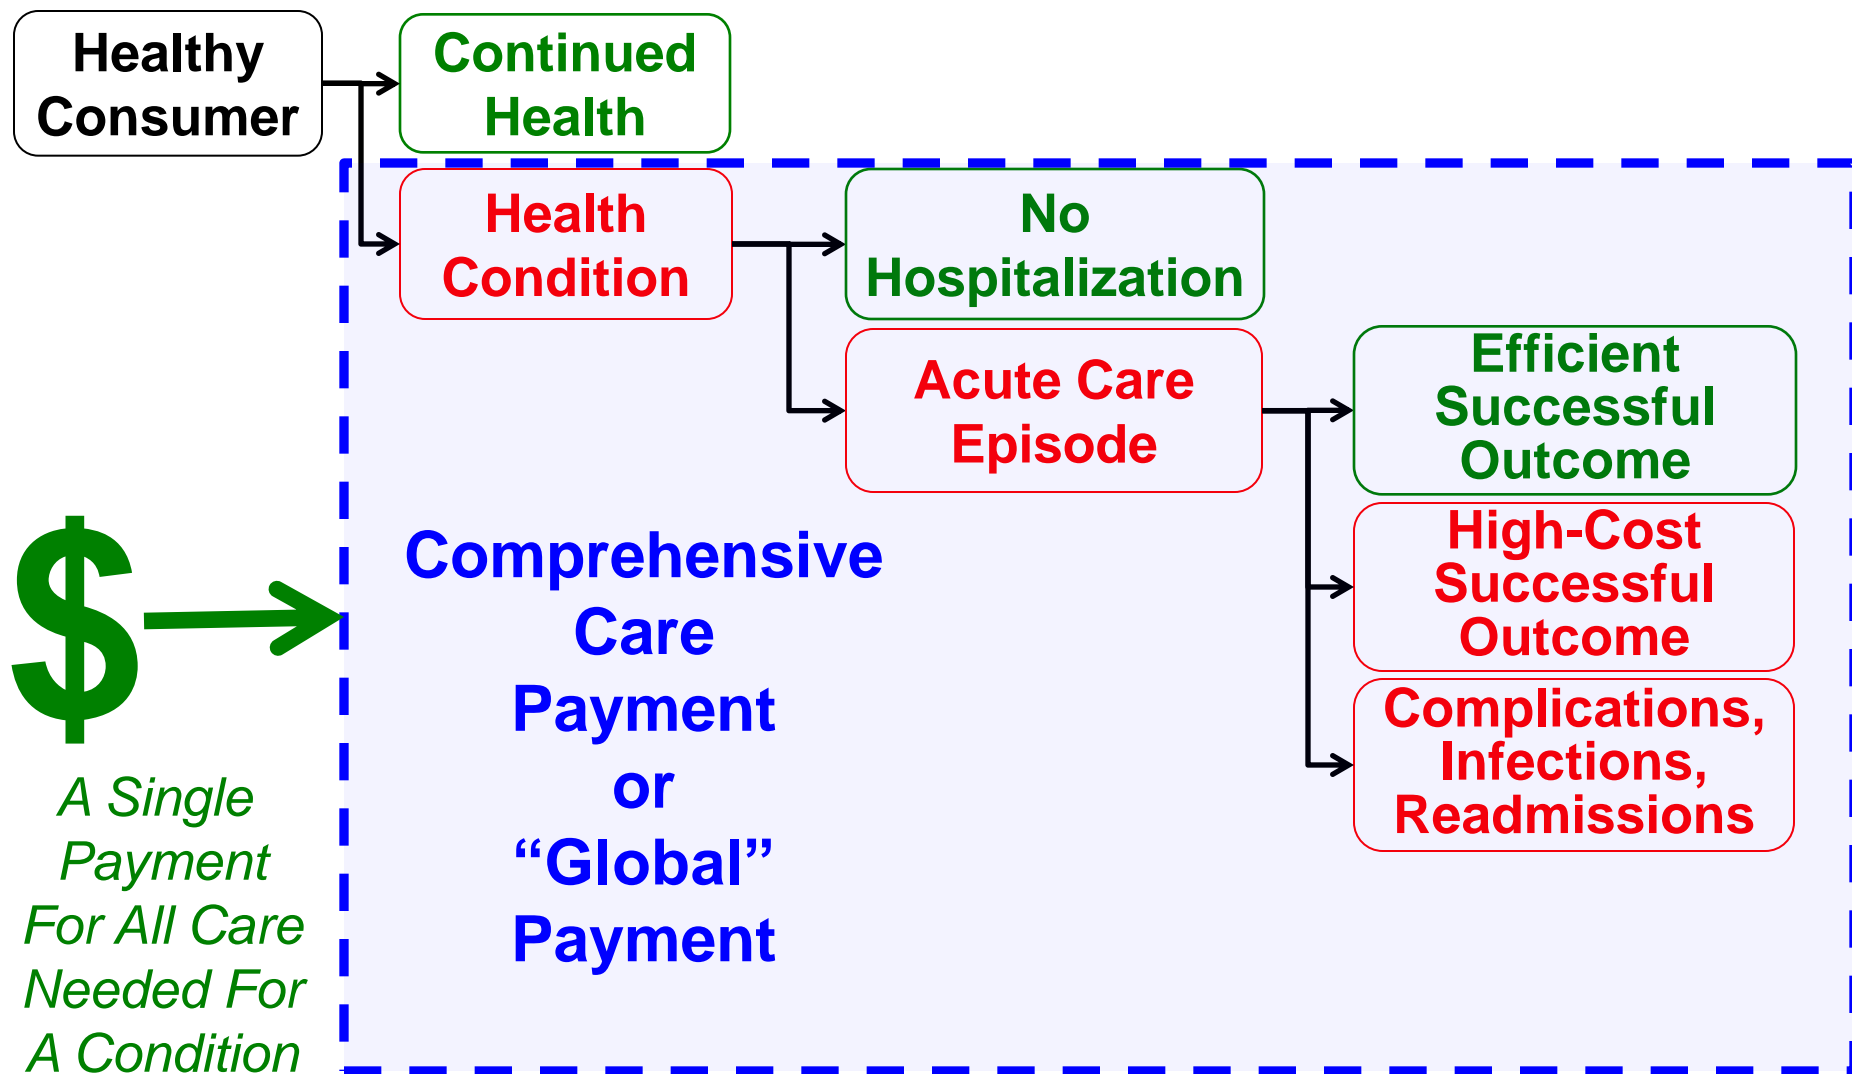 Healthy
Consumer
Continued
Health
Health
Condition
No
Hospitalization
Acute Care
Episode
Efficient
Successful
Outcome
High-Cost
Successful
Outcome
Complications,
Infections,
Readmissions
$
A Single
Payment
For All Care
Needed For
A Condition
Comprehensive
Care
Payment
or
“Global”
Payment